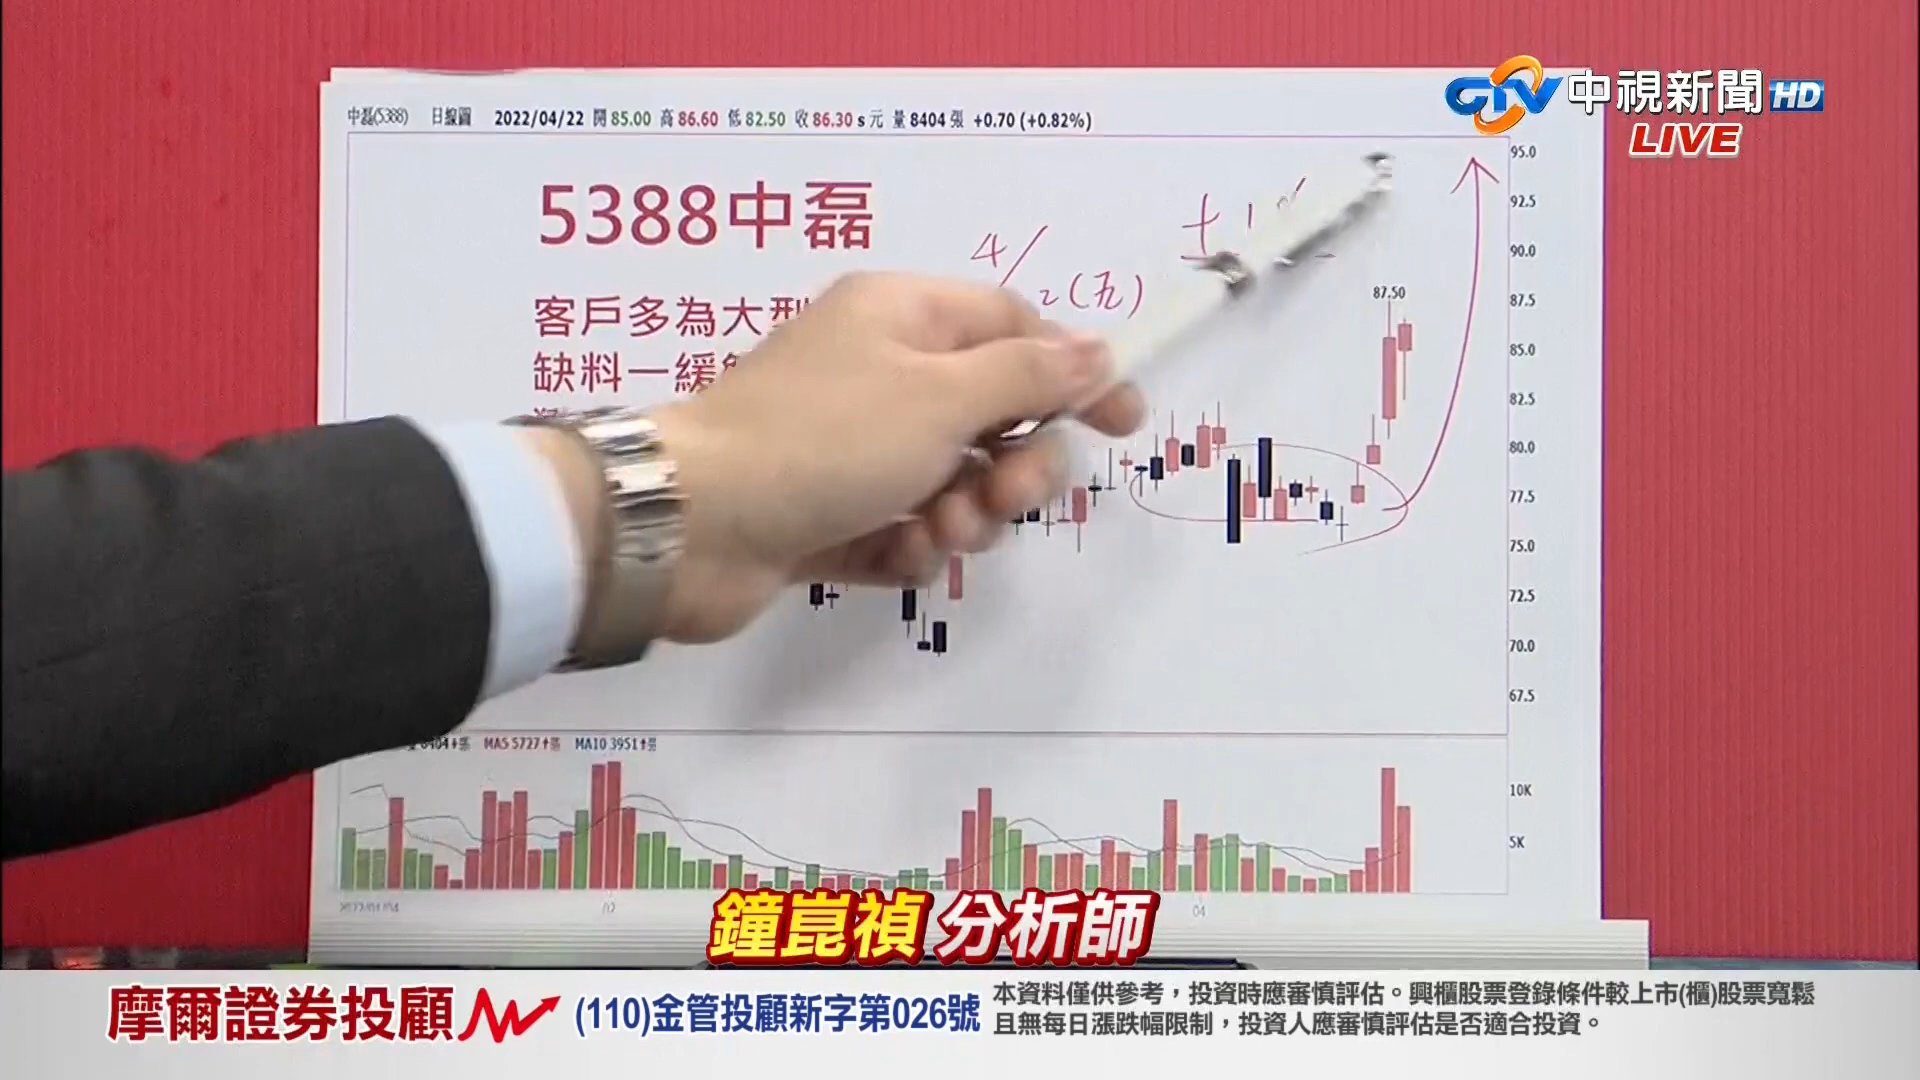 CTV 中視新聞 HD
LIVE
中磊(5388) 日線圖 2022/04/22 開 85.00 高 86.60 低 82.50 收 86.30 s 元 量 8404 張 +0.70 (+0.82%)
5388中磊
客戶多為大型
缺料一緩
4/
2(五)
95.0
92.5
90.0
87.5
85.0
82.5
80.0
77.5
75.0
72.5
70.0
67.5
87.50
MA5 5727↑張 MA10 3951↑張
10K
5K
02
04
鐘崑禎 分析師
摩爾證券投顧 (110)金管投顧新字第026號
本資料僅供參考，投資時應審慎評估。興櫃股票登錄條件較上市(櫃)股票寬鬆
且無每日漲跌幅限制，投資人應審慎評估是否適合投資。